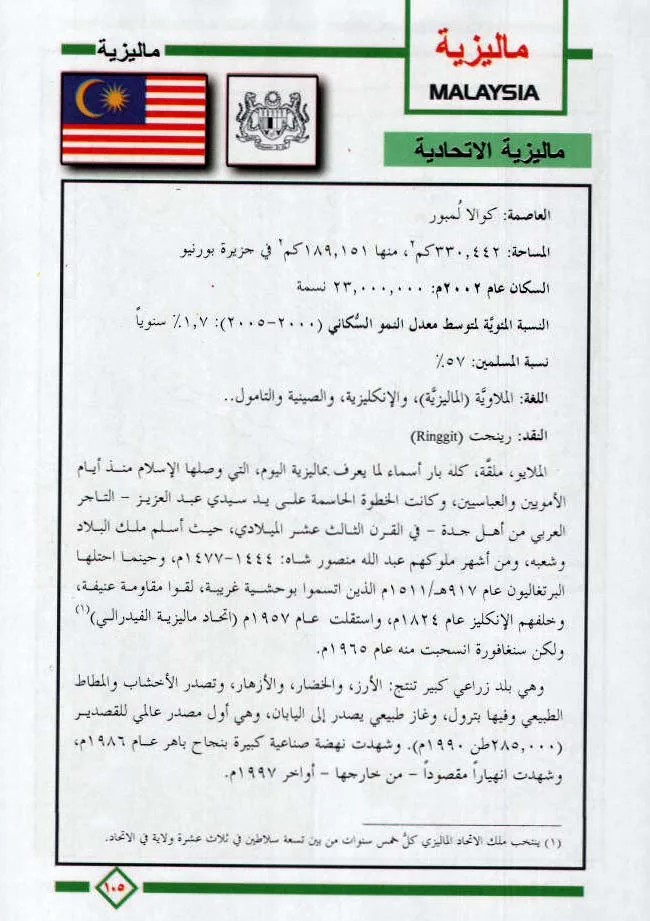 ماليزية
ماليزية
MALAYSIA
ماليزية الاتحادية
العاصمة: كوالا لُمبور
المساحة: ٣٣٠,٤٤٢كم٢، منها ١٨٩,١٥١كم٢ في جزيرة بورنيو
السكان عام ٢٠٠٢م: ٢٣,٠٠٠,٠٠٠ نسمة
النسبة المئويَّة لمتوسط معدل النمو السُّكاني (٢٠٠٠-٢٠٠٥): ١,٧٪ سنوياً
نسبة المسلمين: ٥٧٪
اللغة: الملاويَّة (الماليزيَّة)، والإنكليزية، والصينية والتامول..
النقد: رينجت (Ringgit)
الملايو، ملقَّة، كله بار أسماء لما يعرف بماليزية اليوم، التي وصلها الإسلام منذ أيام
الأمويين والعباسيين، وكانت الخطوة الحاسمة على يد سيدي عبد العزيز - التاجر
العربي من أهل جدة - في القرن الثالث عشر الميلادي، حيث أسلم ملك البلاد
وشعبه، ومن أشهر ملوكهم عبد الله منصور شاه: ١٤٤٤-١٤٧٧م، وحينما احتلها
البرتغاليون عام ٩١٧هـ/١٥١١م الذين اتسموا بوحشية غريبة، لقوا مقاومة عنيفة،
وخلفهم الإنكليز عام ١٨٢٤م، واستقلت عام ١٩٥٧م (اتحاد ماليزية الفيدرالي)(١)
ولكن سنغافورة انسحبت منه عام ١٩٦٥م.
وهي بلد زراعي كبير تنتج: الأرز، والخضار، والأزهار، وتصدر الأخشاب والمطاط
الطبيعي وفيها بترول، وغاز طبيعي يصدر إلى اليابان، وهي أول مصدر عالمي للقصدير
(٢٨٥,٠٠٠طن ١٩٩٠م). وشهدت نهضة صناعية كبيرة بنجاح باهر عام ١٩٨٦م،
وشهدت انهياراً مقصوداً - من خارجها - أواخر ١٩٩٧م.
(١) ينتخب ملك الاتحاد الماليزي كلُّ خمس سنوات من بين تسعة سلاطين في ثلاث عشرة ولاية في الاتحاد.
١٠٥